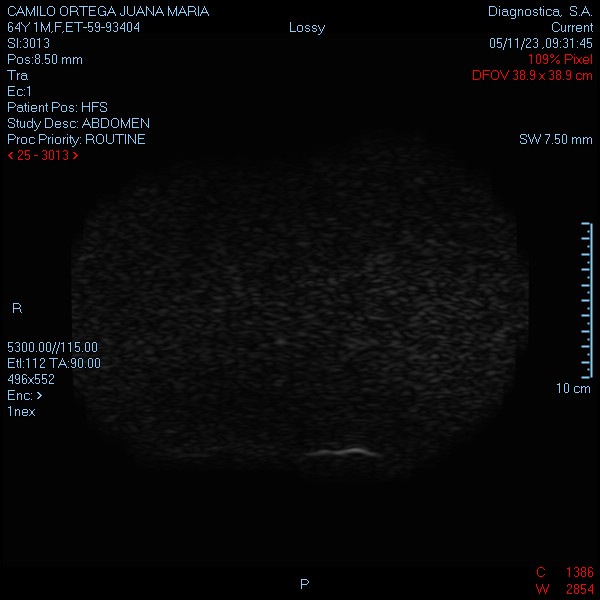 CAMILO ORTEGA JUANA MARIA
64Y 1M,F,ET-59-93404
SI:3013
Pos:8.50 mm
Tra
Ec:1
Patient Pos: HFS
Study Desc: ABDOMEN
Proc Priority: ROUTINE
< 25 - 3013 >
Lossy
Diagnostica, S.A.
Current
05/11/23 ,09:31:45
109% Pixel
DFOV 38.9 x 38.9 cm
SW 7.50 mm
R
5300.00//115.00
Etl:112 TA:90.00
496x552
Enc: >
1nex
10 cm
P
C 1386
W 2854